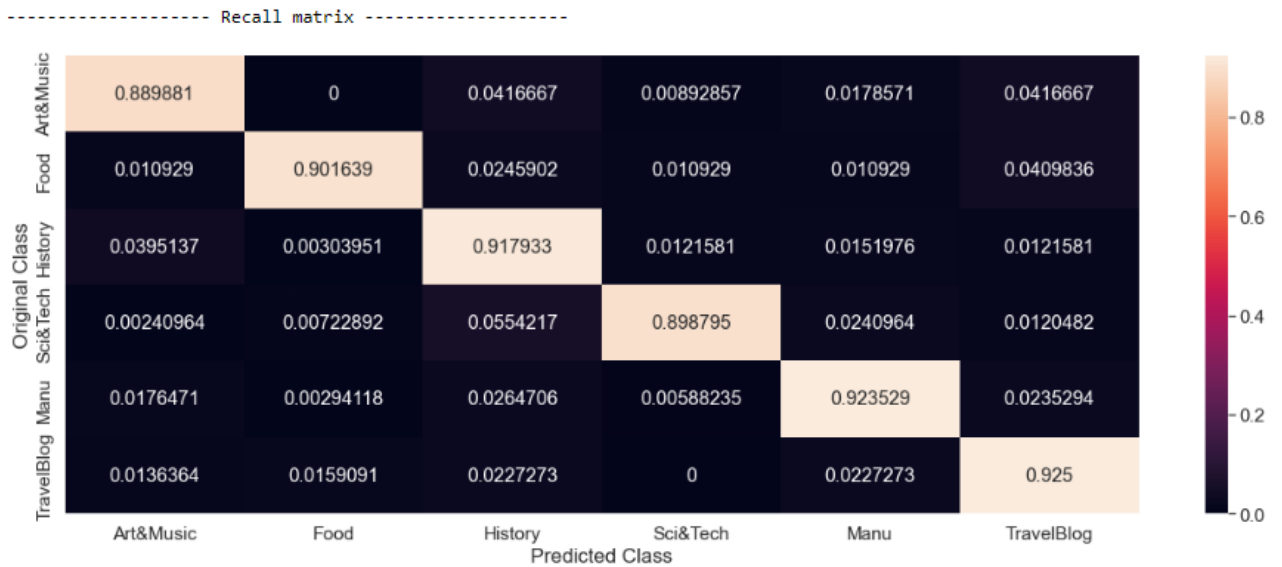 -------------------- Recall matrix --------------------
Art&Music 0.889881 0 0.0416667 0.00892857 0.0178571 0.0416667
Food 0.010929 0.901639 0.0245902 0.010929 0.010929 0.0409836
History 0.0395137 0.00303951 0.917933 0.0121581 0.0151976 0.0121581
Sci&Tech 0.00240964 0.00722892 0.0554217 0.898795 0.0240964 0.0120482
Manu 0.0176471 0.00294118 0.0264706 0.00588235 0.923529 0.0235294
TravelBlog 0.0136364 0.0159091 0.0227273 0 0.0227273 0.925
Original Class
Art&Music Food History Sci&Tech Manu TravelBlog
Predicted Class
0.8
0.6
0.4
0.2
0.0